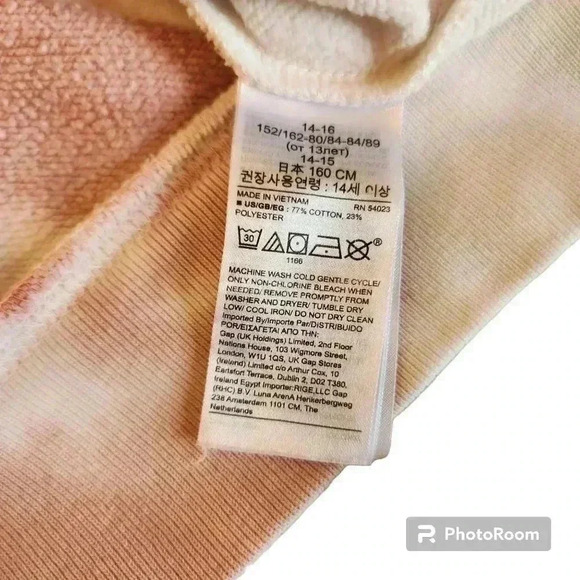 14-16
152/162-80/84-84/89
(от 13лет)
14-15
日本 160 CM
권장사용연령 : 14세 이상
MADE IN VIETNAM RN 54023
■ US/GB/EG : 77% COTTON, 23%
POLYESTER
30
®
1166
MACHINE WASH COLD GENTLE CYCLE/
ONLY NON-CHLORINE BLEACH WHEN
NEEDED/ REMOVE PROMPTLY FROM
WASHER AND DRYER/ TUMBLE DRY
LOW/ COOL IRON/ DO NOT DRY CLEAN
Imported By/Importe Par/DISTRIBUIDO
POR/ΕΙΣΑΓΕΤΑΙ ΑΠΟ ΤΗΝ:
Gap (UK Holdings) Limited, 2nd Floor
Nations House, 103 Wigmore Street,
London, W1U 1QS, UK Gap Stores
(Ireland) Limited c/o Arthur Cox, 10
Earlsfort Terrace, Dublin 2, D02 T380,
Ireland Egypt Importer:RIGE,LLC Gap
(RHC) B.V. Luna ArenA Herikerbergweg
238 Amsterdam 1101 CM, The
Netherlands
PhotoRoom